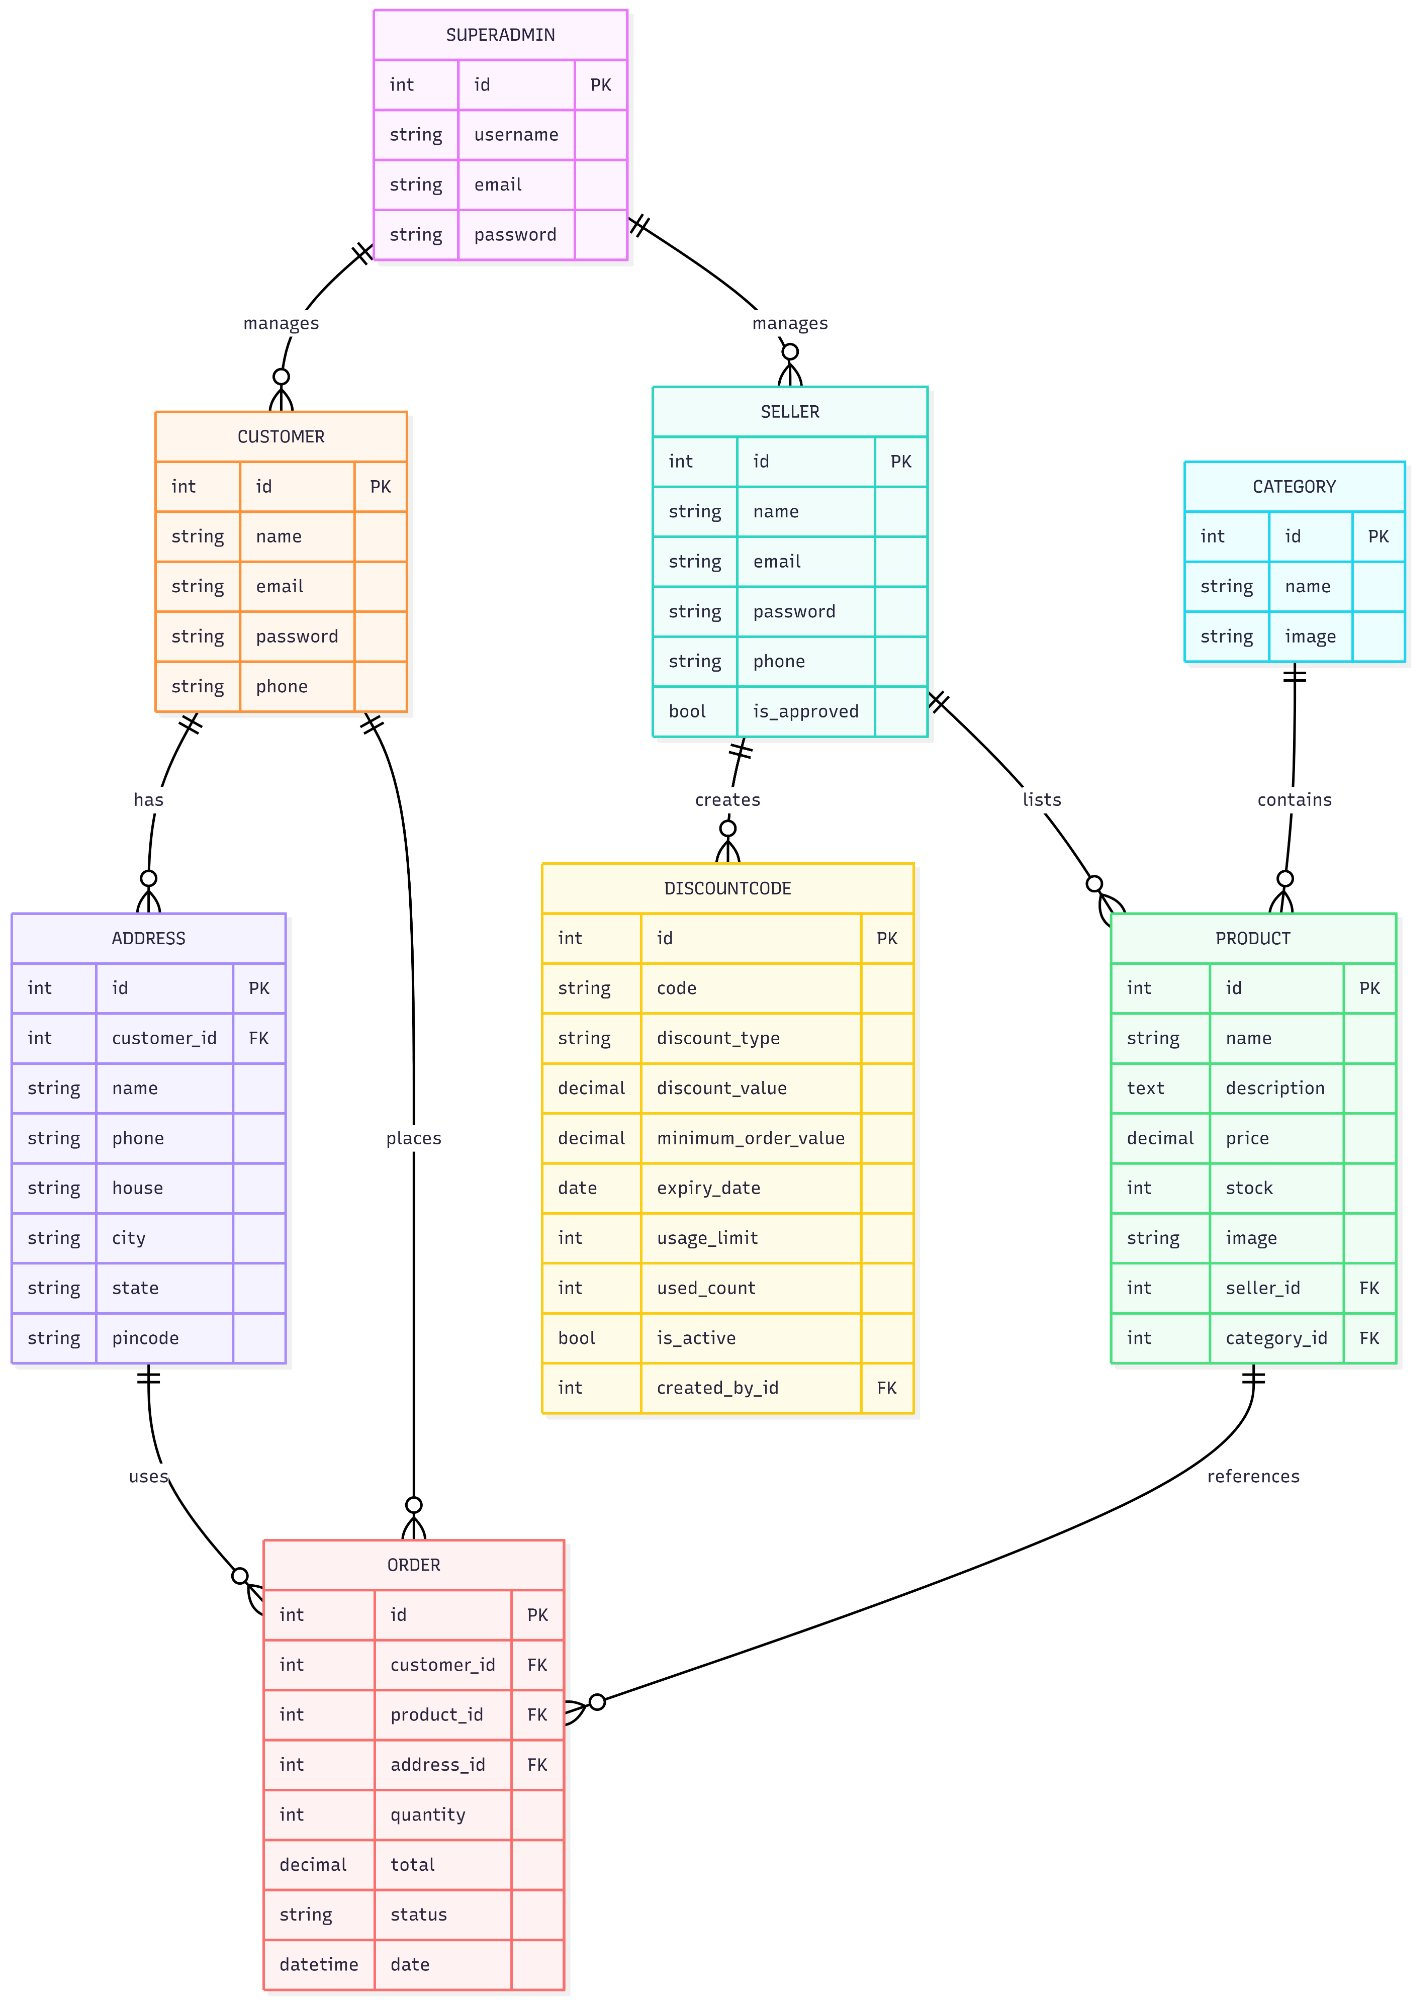 SUPERADMIN
int id PK
string username
string email
string password
manages
manages
CUSTOMER
int id PK
string name
string email
string password
string phone
SELLER
int id PK
string name
string email
string password
string phone
bool is_approved
CATEGORY
int id PK
string name
string image
has
creates
lists
contains
ADDRESS
int id PK
int customer_id FK
string name
string phone
string house
string city
string state
string pincode
places
DISCOUNTCODE
int id PK
string code
string discount_type
decimal discount_value
decimal minimum_order_value
date expiry_date
int usage_limit
int used_count
bool is_active
int created_by_id FK
PRODUCT
int id PK
string name
text description
decimal price
int stock
string image
int seller_id FK
int category_id FK
uses
references
ORDER
int id PK
int customer_id FK
int product_id FK
int address_id FK
int quantity
decimal total
string status
datetime date